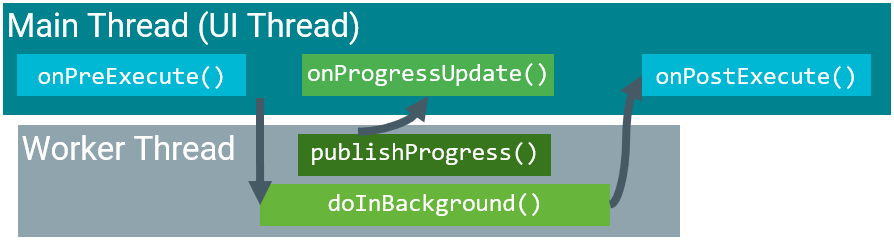 Main Thread (UI Thread)
onPreExecute()
onProgressUpdate()
onPostExecute()
Worker Thread
publishProgress()
doInBackground()